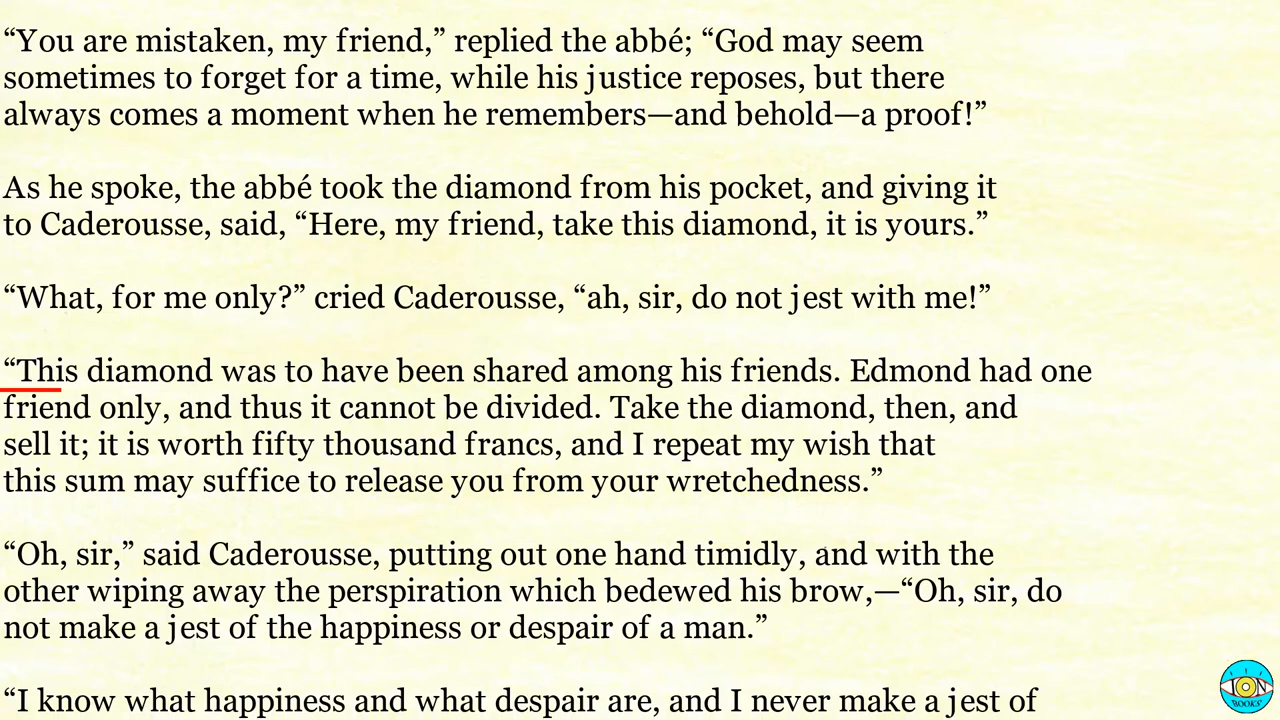 “You are mistaken, my friend,” replied the abbé; “God may seem
sometimes to forget for a time, while his justice reposes, but there
always comes a moment when he remembers—and behold—a proof!”
As he spoke, the abbé took the diamond from his pocket, and giving it
to Caderousse, said, “Here, my friend, take this diamond, it is yours.”
“What, for me only?” cried Caderousse, “ah, sir, do not jest with me!”
“This diamond was to have been shared among his friends. Edmond had one
friend only, and thus it cannot be divided. Take the diamond, then, and
sell it; it is worth fifty thousand francs, and I repeat my wish that
this sum may suffice to release you from your wretchedness.”
“Oh, sir,” said Caderousse, putting out one hand timidly, and with the
other wiping away the perspiration which bedewed his brow,—“Oh, sir, do
not make a jest of the happiness or despair of a man.”
“I know what happiness and what despair are, and I never make a jest of
ION
BOOKS